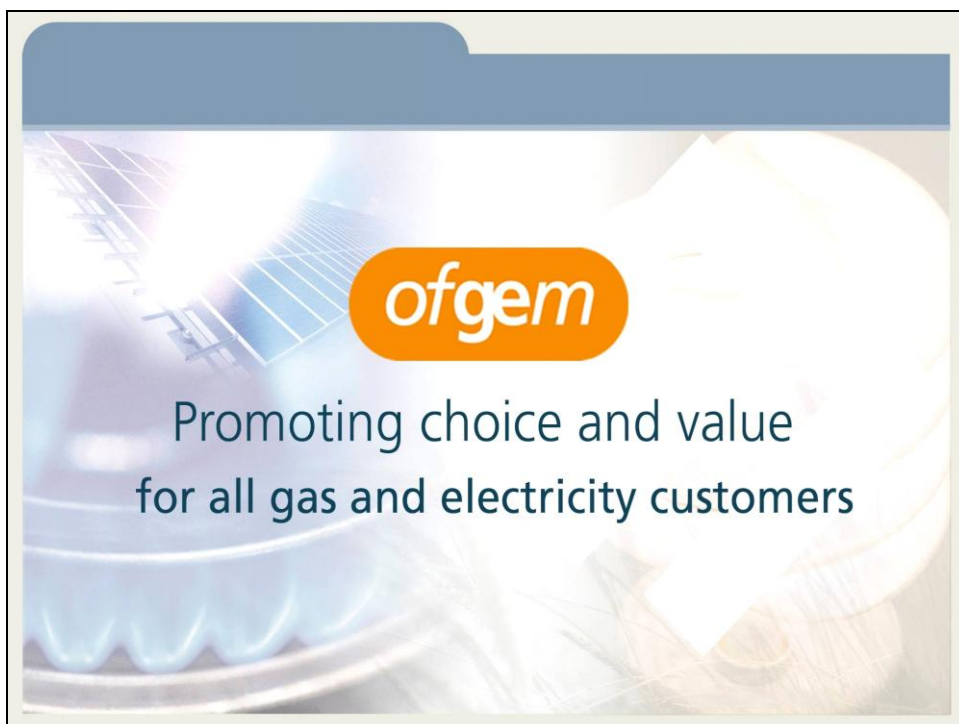 ofgem
Promoting choice and value
for all gas and electricity customers